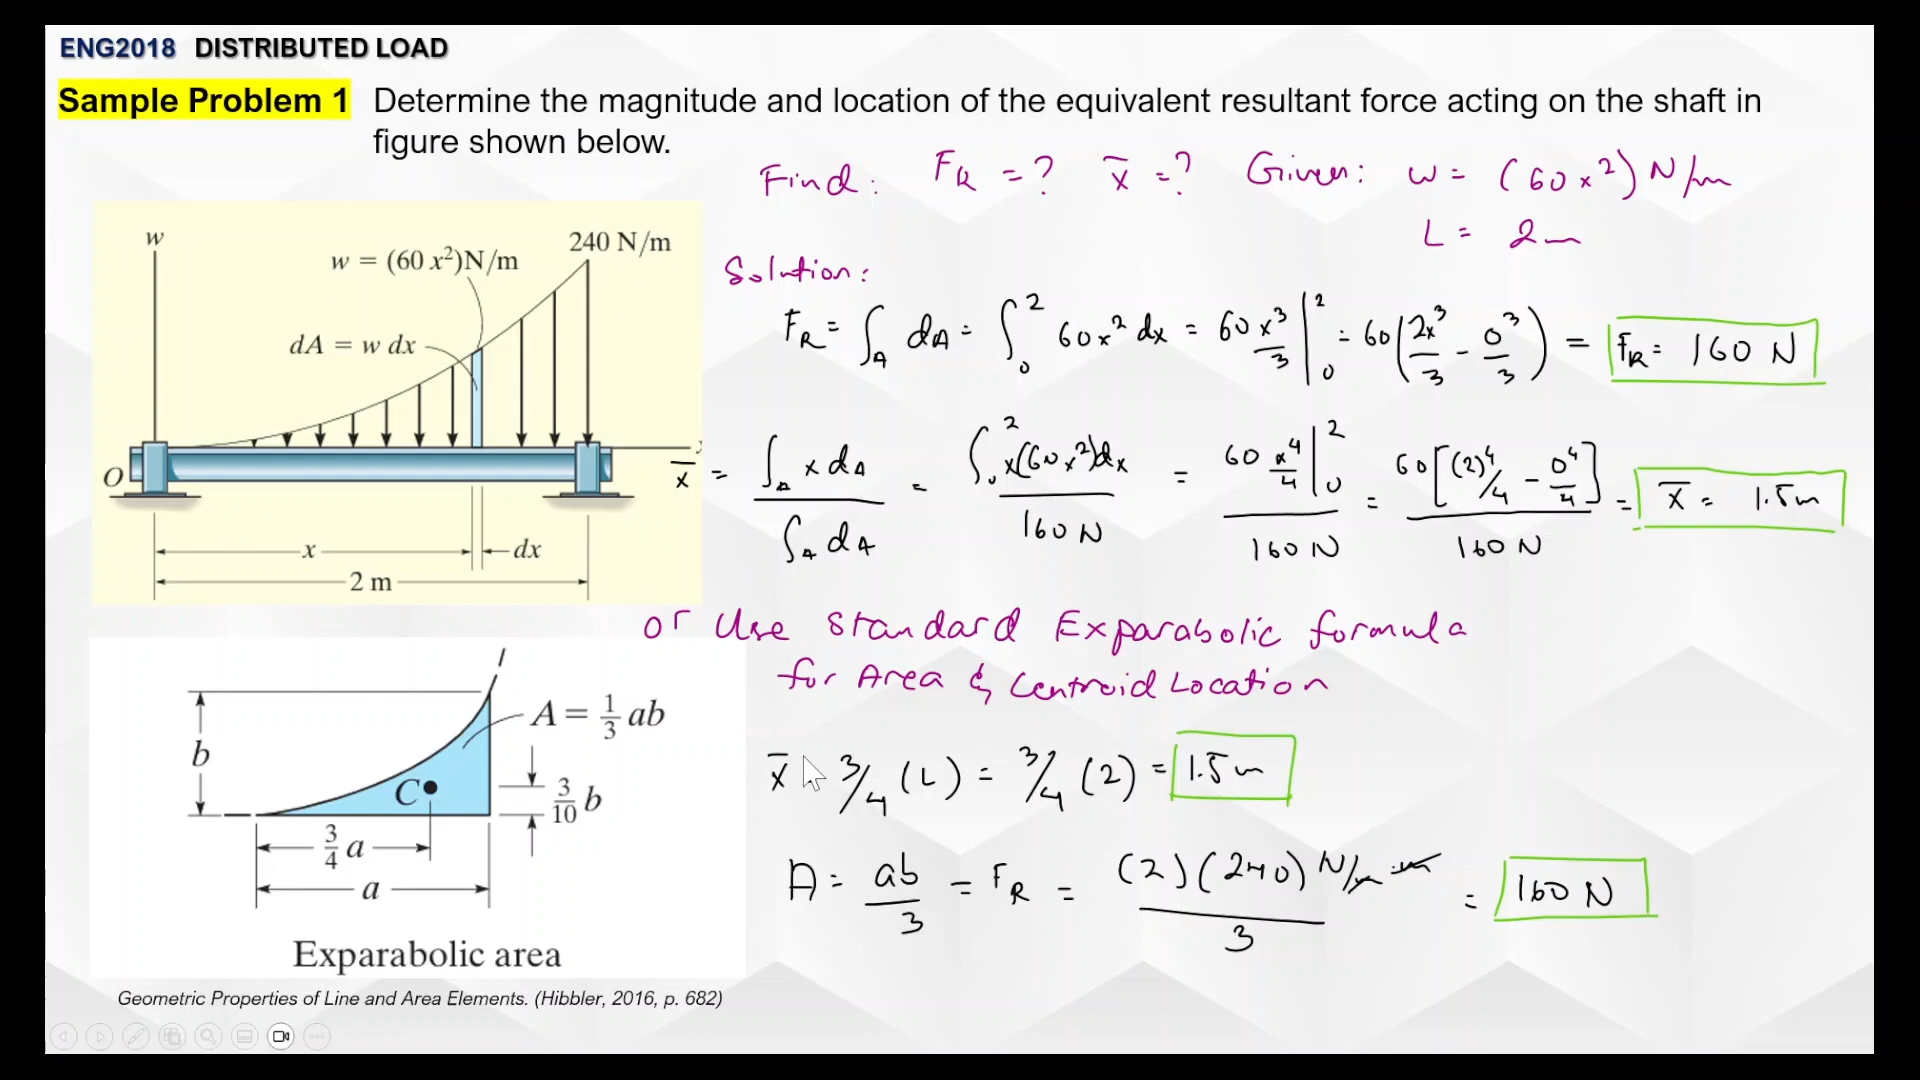 ENG2018 DISTRIBUTED LOAD
Sample Problem 1 Determine the magnitude and location of the equivalent resultant force acting on the shaft in
figure shown below.
Find: F_R = ? x̄ = ? Given: w = (60x²) N/m
L = 2m
Solution:
F_R = ∫_A dA = ∫_0^2 60x² dx = 60 x³/3 |_0^2 = 60(2x³/3 - 0³/3) = F_R = 160 N
x̄ = ∫_A x dA / ∫_A dA = ∫_0^2 x(60x²)dx / 160 N = 60 x⁴/4 |_0^2 / 160 N = 60[(2)⁴/4 - 0⁴/4] / 160 N = x̄ = 1.5m
w
w = (60 x²)N/m
240 N/m
dA = w dx
O
x
dx
2 m
or Use Standard Exparabolic formula
for Area & Centroid Location
x̄ 3/4 (L) = 3/4 (2) = 1.5m
A = ab/3 = F_R = (2)(240) N/m m / 3 = 160 N
b
A = 1/3 ab
C
3/10 b
3/4 a
a
Exparabolic area
Geometric Properties of Line and Area Elements. (Hibbler, 2016, p. 682)